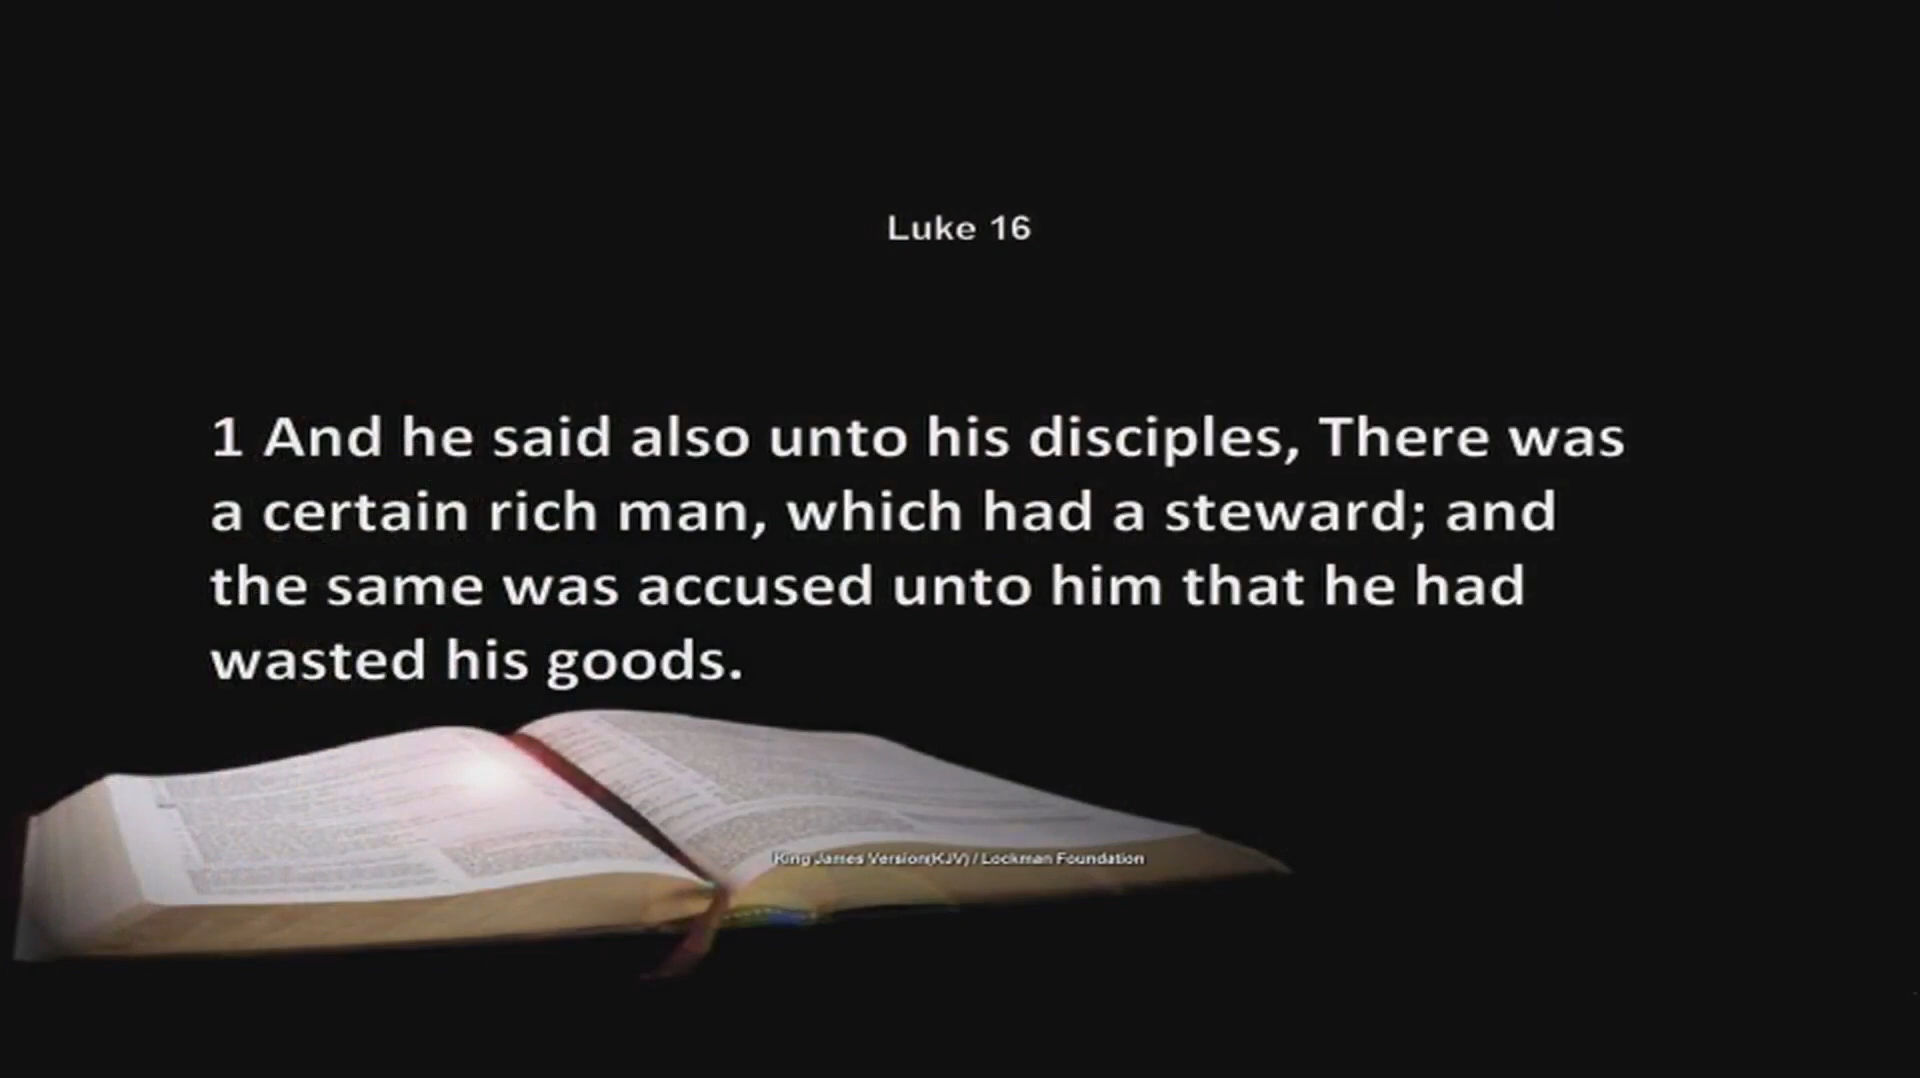 Luke 16
1 And he said also unto his disciples, There was
a certain rich man, which had a steward; and
the same was accused unto him that he had
wasted his goods.
King James Version(KJV) / Lockman Foundation